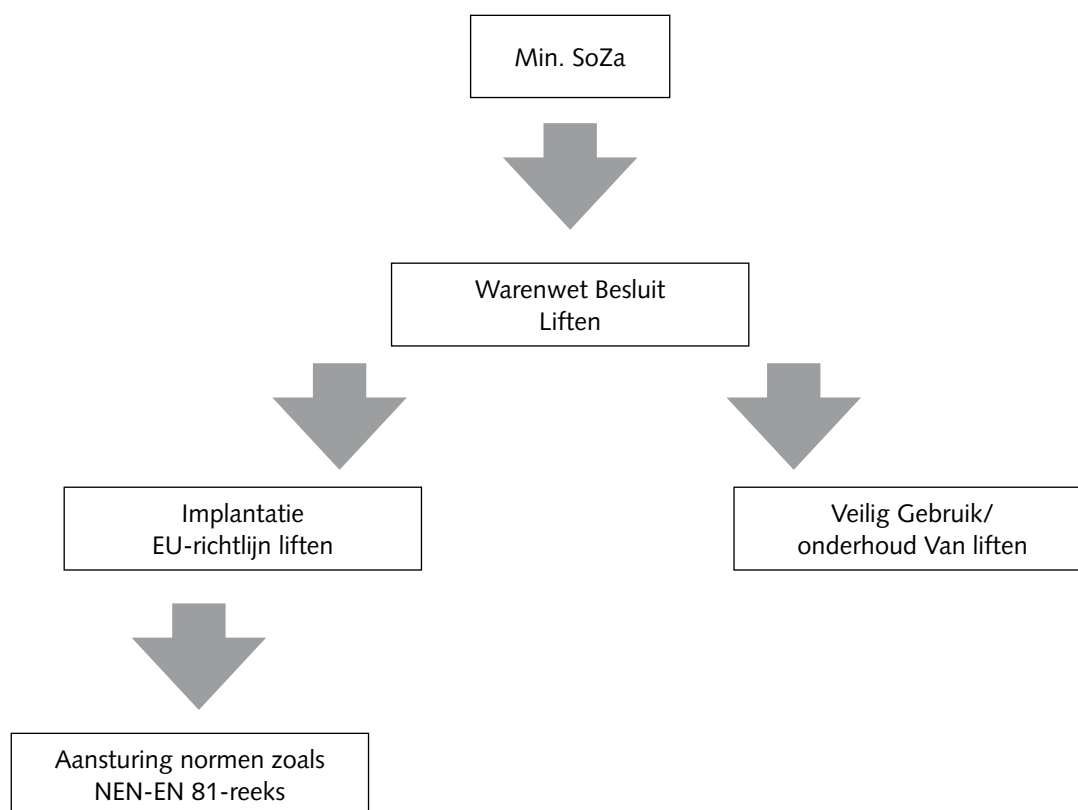 Min. SoZa
Warenwet Besluit
Liften
Implantatie
EU-richtlijn liften
Veilig Gebruik/
onderhoud Van liften
Aansturing normen zoals
NEN-EN 81-reeks